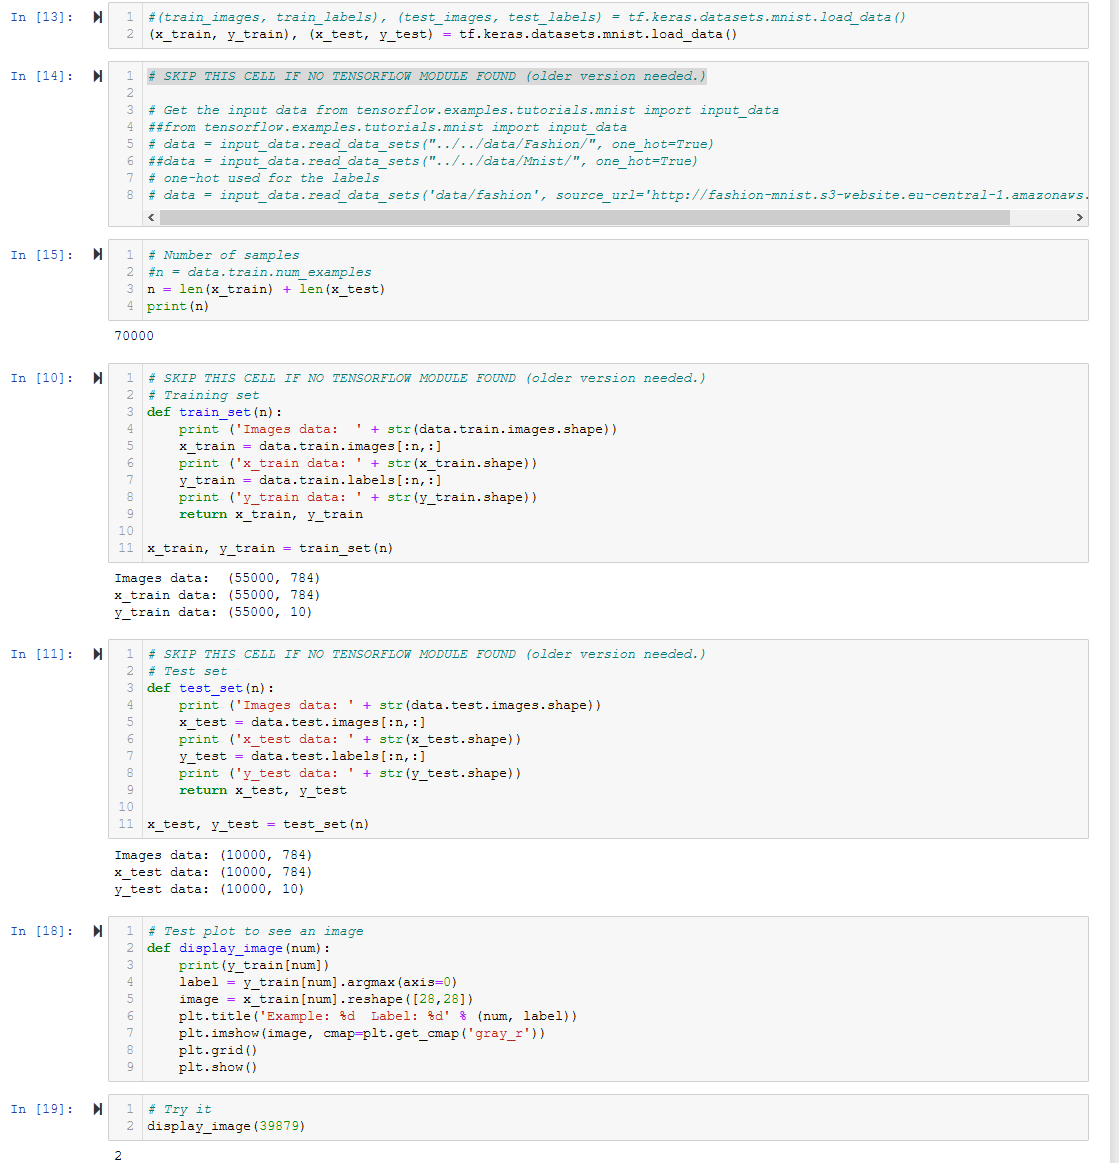 In [13]:
1 #(train_images, train_labels), (test_images, test_labels) = tf.keras.datasets.mnist.load_data()
2 (x_train, y_train), (x_test, y_test) = tf.keras.datasets.mnist.load_data()
In [14]:
1 # SKIP THIS CELL IF NO TENSORFLOW MODULE FOUND (older version needed.)
2
3 # Get the input data from tensorflow.examples.tutorials.mnist import input_data
4 ##from tensorflow.examples.tutorials.mnist import input_data
5 # data = input_data.read_data_sets("../../data/Fashion/", one_hot=True)
6 ##data = input_data.read_data_sets("../../data/Mnist/", one_hot=True)
7 # one-hot used for the labels
8 # data = input_data.read_data_sets('data/fashion', source_url='http://fashion-mnist.s3-website.eu-central-1.amazonaws.
In [15]:
1 # Number of samples
2 #n = data.train.num_examples
3 n = len(x_train) + len(x_test)
4 print(n)
70000
In [10]:
1 # SKIP THIS CELL IF NO TENSORFLOW MODULE FOUND (older version needed.)
2 # Training set
3 def train_set(n):
4     print ('Images data:  ' + str(data.train.images.shape))
5     x_train = data.train.images[:n,:]
6     print ('x_train data: ' + str(x_train.shape))
7     y_train = data.train.labels[:n,:]
8     print ('y_train data: ' + str(y_train.shape))
9     return x_train, y_train
10
11 x_train, y_train = train_set(n)
Images data:  (55000, 784)
x_train data: (55000, 784)
y_train data: (55000, 10)
In [11]:
1 # SKIP THIS CELL IF NO TENSORFLOW MODULE FOUND (older version needed.)
2 # Test set
3 def test_set(n):
4     print ('Images data: ' + str(data.test.images.shape))
5     x_test = data.test.images[:n,:]
6     print ('x_test data: ' + str(x_test.shape))
7     y_test = data.test.labels[:n,:]
8     print ('y_test data: ' + str(y_test.shape))
9     return x_test, y_test
10
11 x_test, y_test = test_set(n)
Images data: (10000, 784)
x_test data: (10000, 784)
y_test data: (10000, 10)
In [18]:
1 # Test plot to see an image
2 def display_image(num):
3     print(y_train[num])
4     label = y_train[num].argmax(axis=0)
5     image = x_train[num].reshape([28,28])
6     plt.title('Example: %d  Label: %d' % (num, label))
7     plt.imshow(image, cmap=plt.get_cmap('gray_r'))
8     plt.grid()
9     plt.show()
In [19]:
1 # Try it
2 display_image(39879)
2